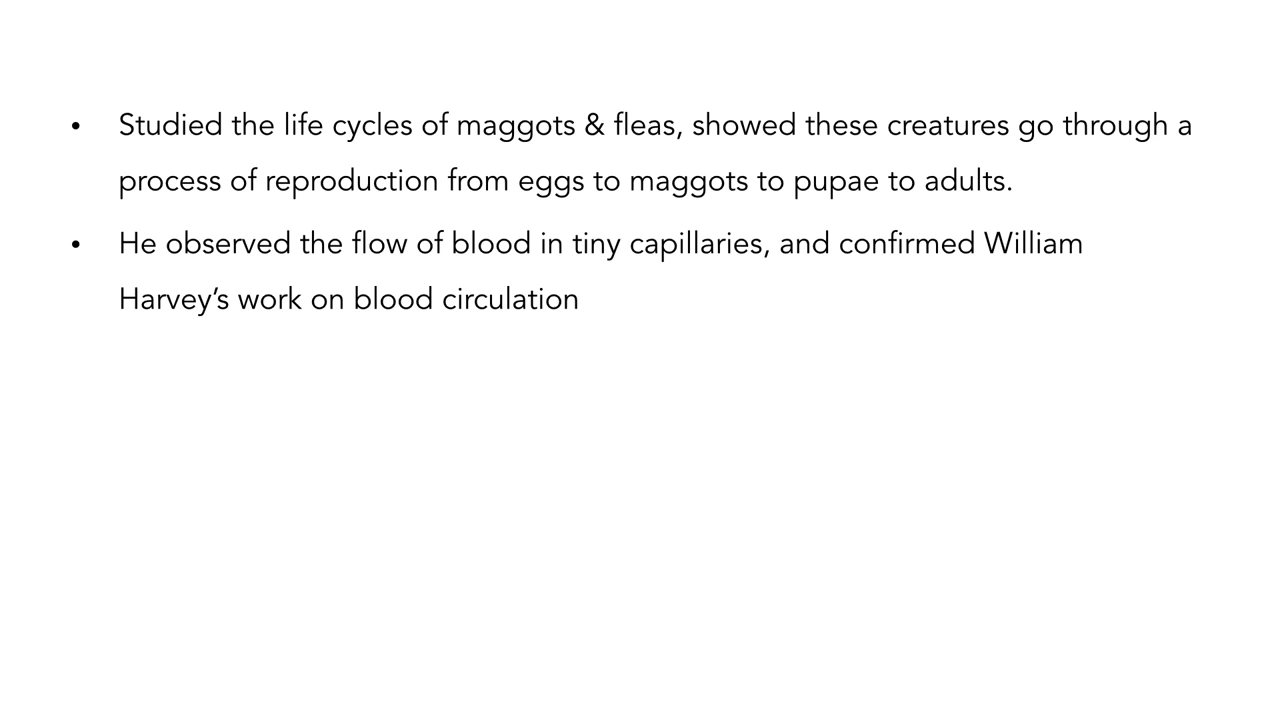 • Studied the life cycles of maggots & fleas, showed these creatures go through a
process of reproduction from eggs to maggots to pupae to adults.
• He observed the flow of blood in tiny capillaries, and confirmed William
Harvey’s work on blood circulation